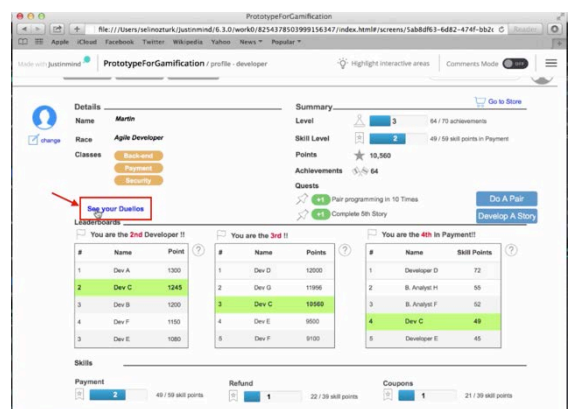 PrototypeForGamification
file:///Users/selinozturk/Justinmind/6.3.0/work0/8254378503999156347/index.html#/screens/5ab8df63-6d82-474f-bb2c Reader
Apple iCloud Facebook Twitter Wikipedia Yahoo News Popular
Made with Justinmind PrototypeForGamification / profile - developer Highlight interactive areas Comments Mode OFF
Go to Store
Details Summary
Name Martin Level 3 64 / 70 achievements
change Race Agile Developer Skill Level 2 49 / 59 skill points in Payment
Classes Back-end Points 10,560
Payment Achievements 64
Security Quests
+1 Pair programming in 10 Times Do A Pair
See your Duellos +1 Complete 5th Story Develop A Story
Leaderboards
You are the 2nd Developer !! You are the 3rd !! You are the 4th In Payment!!
# Name Point ? # Name Points ? # Name Skill Points ?
1 Dev A 1300 1 Dev D 12000 1 Developer D 72
2 Dev C 1245 2 Dev G 2 B. Analyst H
3 Dev B 1200 3 Dev C 10560 3 B. Analyst F 52
4 Dev F 1150 4 Dev E 4 Dev C 49
3 Dev E 5 Dev F 9100 5 Developer E 45
Skills
Payment Refund Coupons
2 49 / 59 skill points 1 22 / 39 skill points 1 21 / 39 skill points